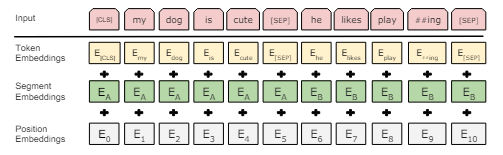 Input [CLS] my dog is cute [SEP] he likes play ##ing [SEP]
Token Embeddings E[CLS] Emy Edog Eis Ecute E[SEP] Ehe Elikes Eplay E##ing E[SEP]
+ + + + + + + + + + +
Segment Embeddings EA EA EA EA EA EA EB EB EB EB EB
+ + + + + + + + + + +
Position Embeddings E0 E1 E2 E3 E4 E5 E6 E7 E8 E9 E10